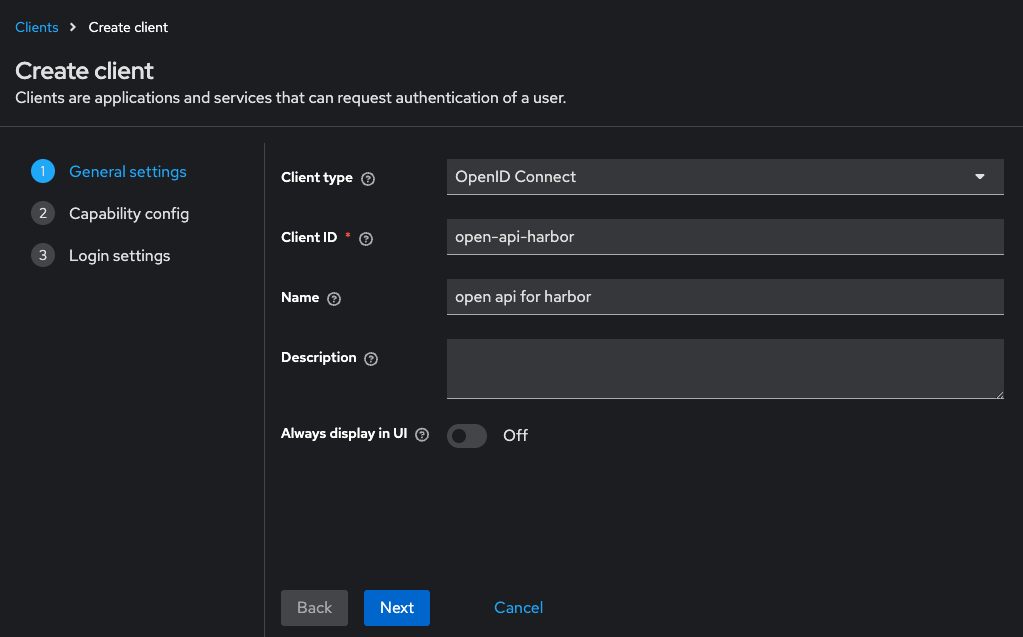 Clients > Create client
Create client
Clients are applications and services that can request authentication of a user.
1 General settings
2 Capability config
3 Login settings
Client type ? OpenID Connect
Client ID * ? open-api-harbor
Name ? open api for harbor
Description ?
Always display in UI ? Off
Back Next Cancel